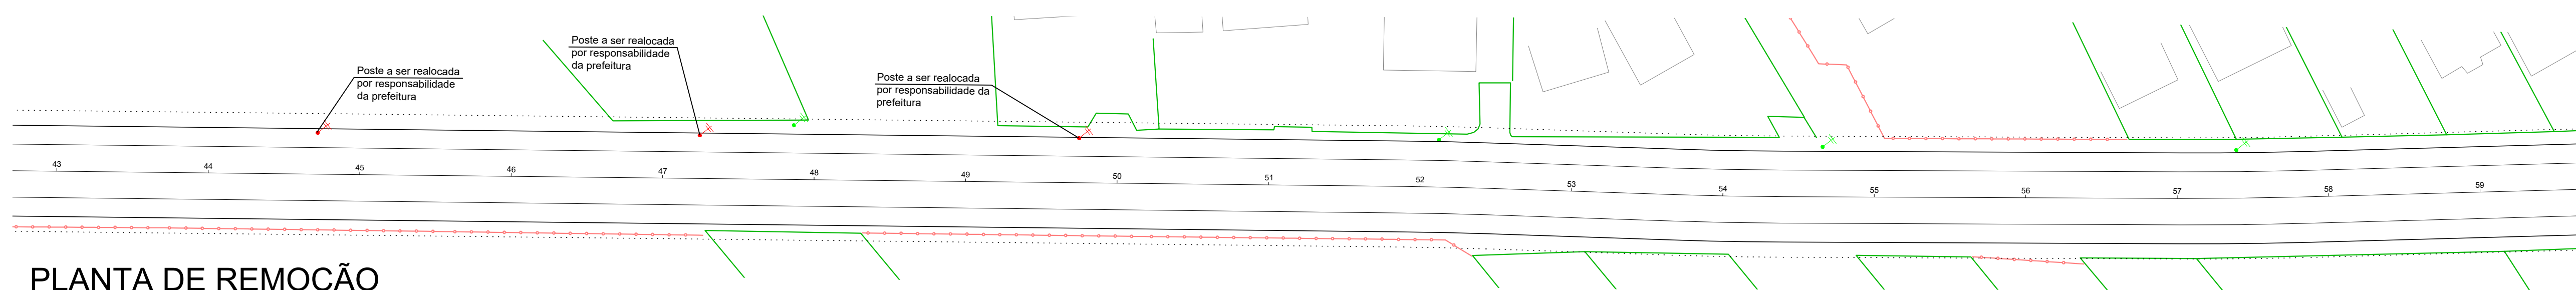 Poste a ser realocada
por responsabilidade
da prefeitura
Poste a ser realocada
por responsabilidade
da prefeitura
Poste a ser realocada
por responsabilidade da
prefeitura
43
44
45
46
47
48
49
50
51
52
53
54
55
56
57
58
59
PLANTA DE REMOÇÃO